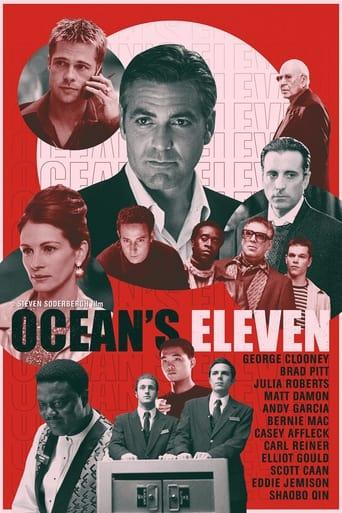 STEVEN SODERBERGH film
OCEAN'S ELEVEN
GEORGE CLOONEY
BRAD PITT
JULIA ROBERTS
MATT DAMON
ANDY GARCIA
BERNIE MAC
CASEY AFFLECK
CARL REINER
ELLIOT GOULD
SCOTT CAAN
EDDIE JEMISON
SHAOBO QIN